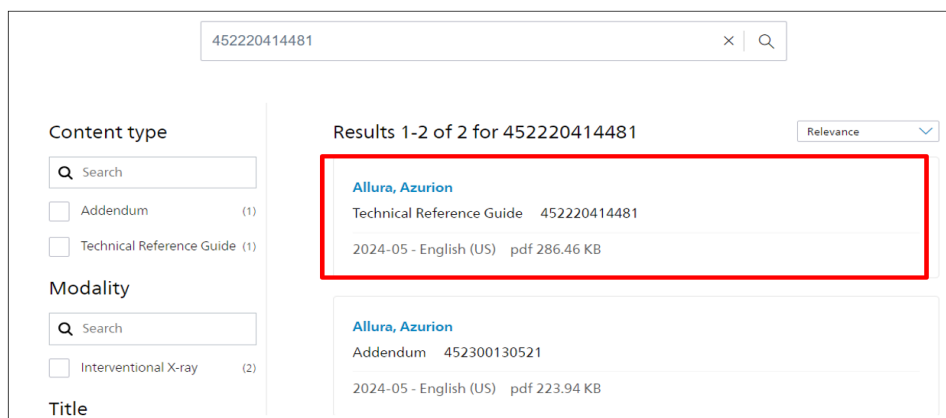 452220414481
Content type
Search
Addendum (1)
Technical Reference Guide (1)
Modality
Search
Interventional X-ray (2)
Title
Results 1-2 of 2 for 452220414481
Relevance
Allura, Azurion
Technical Reference Guide 452220414481
2024-05 - English (US) pdf 286.46 KB
Allura, Azurion
Addendum 452300130521
2024-05 - English (US) pdf 223.94 KB